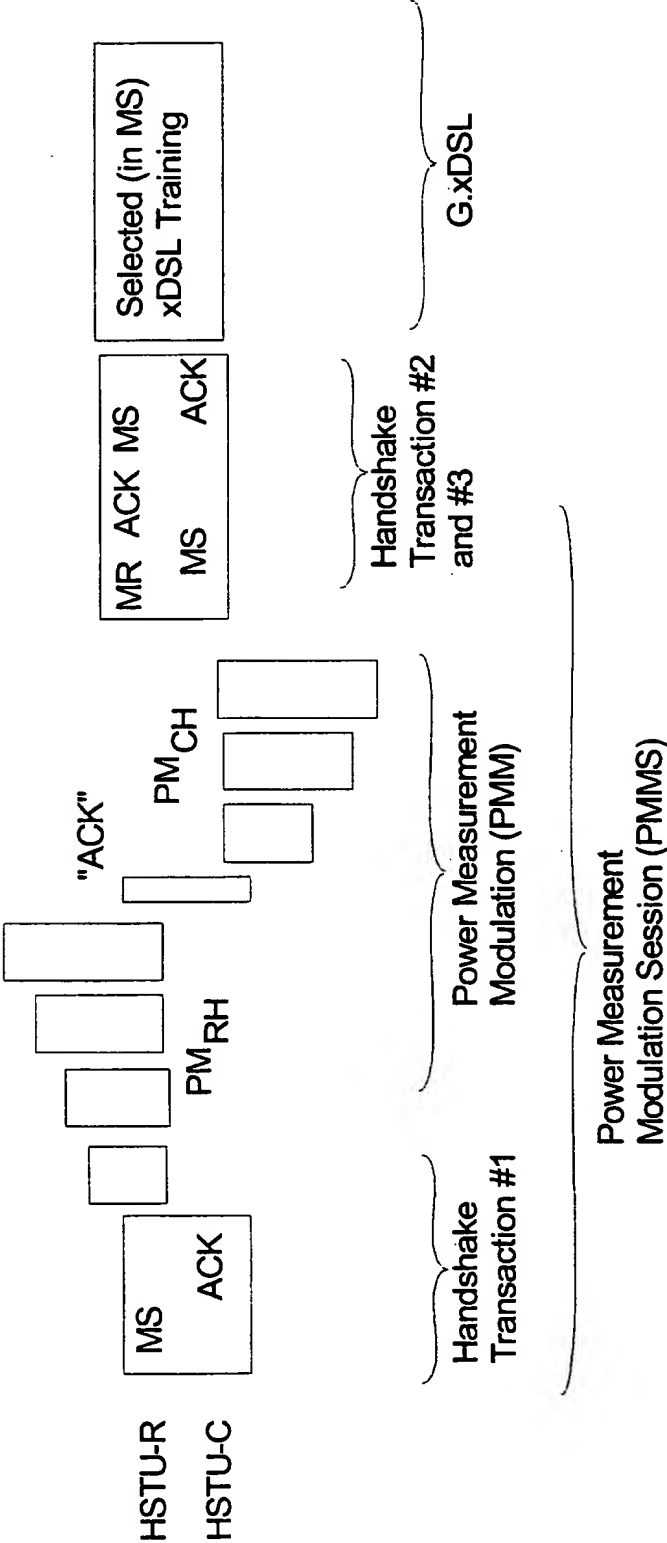 HSTU-R
HSTU-C
MS
ACK
PM RH
"ACK"
PM CH
MR ACK MS
MS ACK
Selected (in MS)
xDSL Training
Handshake
Transaction #1
Power Measurement
Modulation (PMM)
Handshake
Transaction #2
and #3
G.xDSL
Power Measurement
Modulation Session (PMMS)